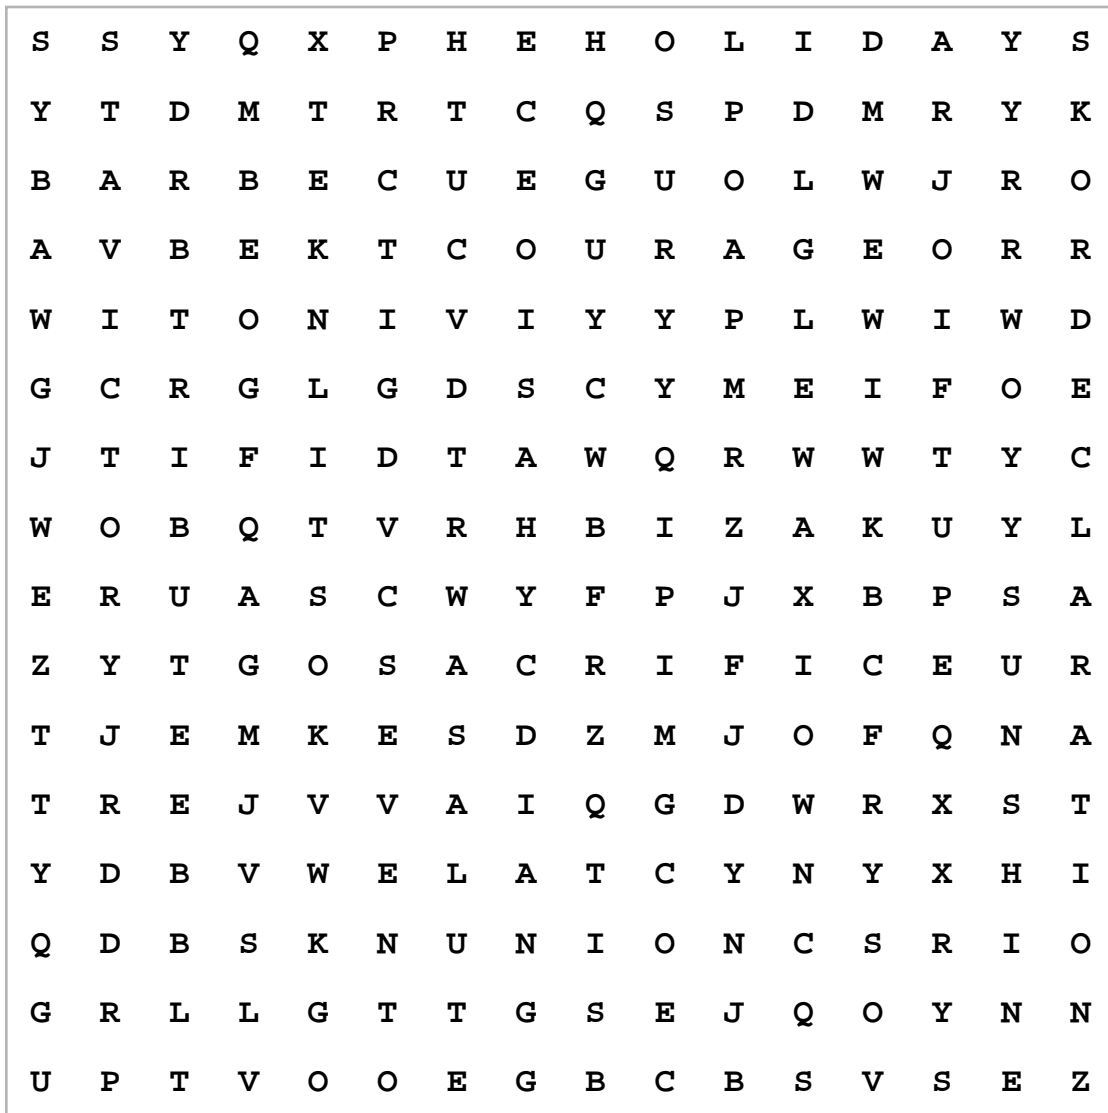 S S Y Q X P H E H O L I D A Y S
Y T D M T R T C Q S P D M R Y K
B A R B E C U E G U O L W J R O
A V B E K T C O U R A G E O R R
W I T O N I V I Y Y P L W I W D
G C R G L G D S C Y M E I F O E
J T I F I D T A W Q R W W T Y C
W O B Q T V R H B I Z A K U Y L
E R U A S C W Y F P J X B P S A
Z Y T G O S A C R I F I C E U R
T J E M K E S D Z M J O F Q N A
T R E J V V A I Q G D W R X S T
Y D B V W E L A T C Y N Y X H I
Q D B S K N U N I O N C S R I O
G R L L G T T G S E J Q O Y N N
U P T V O O E G B C B S V S E Z